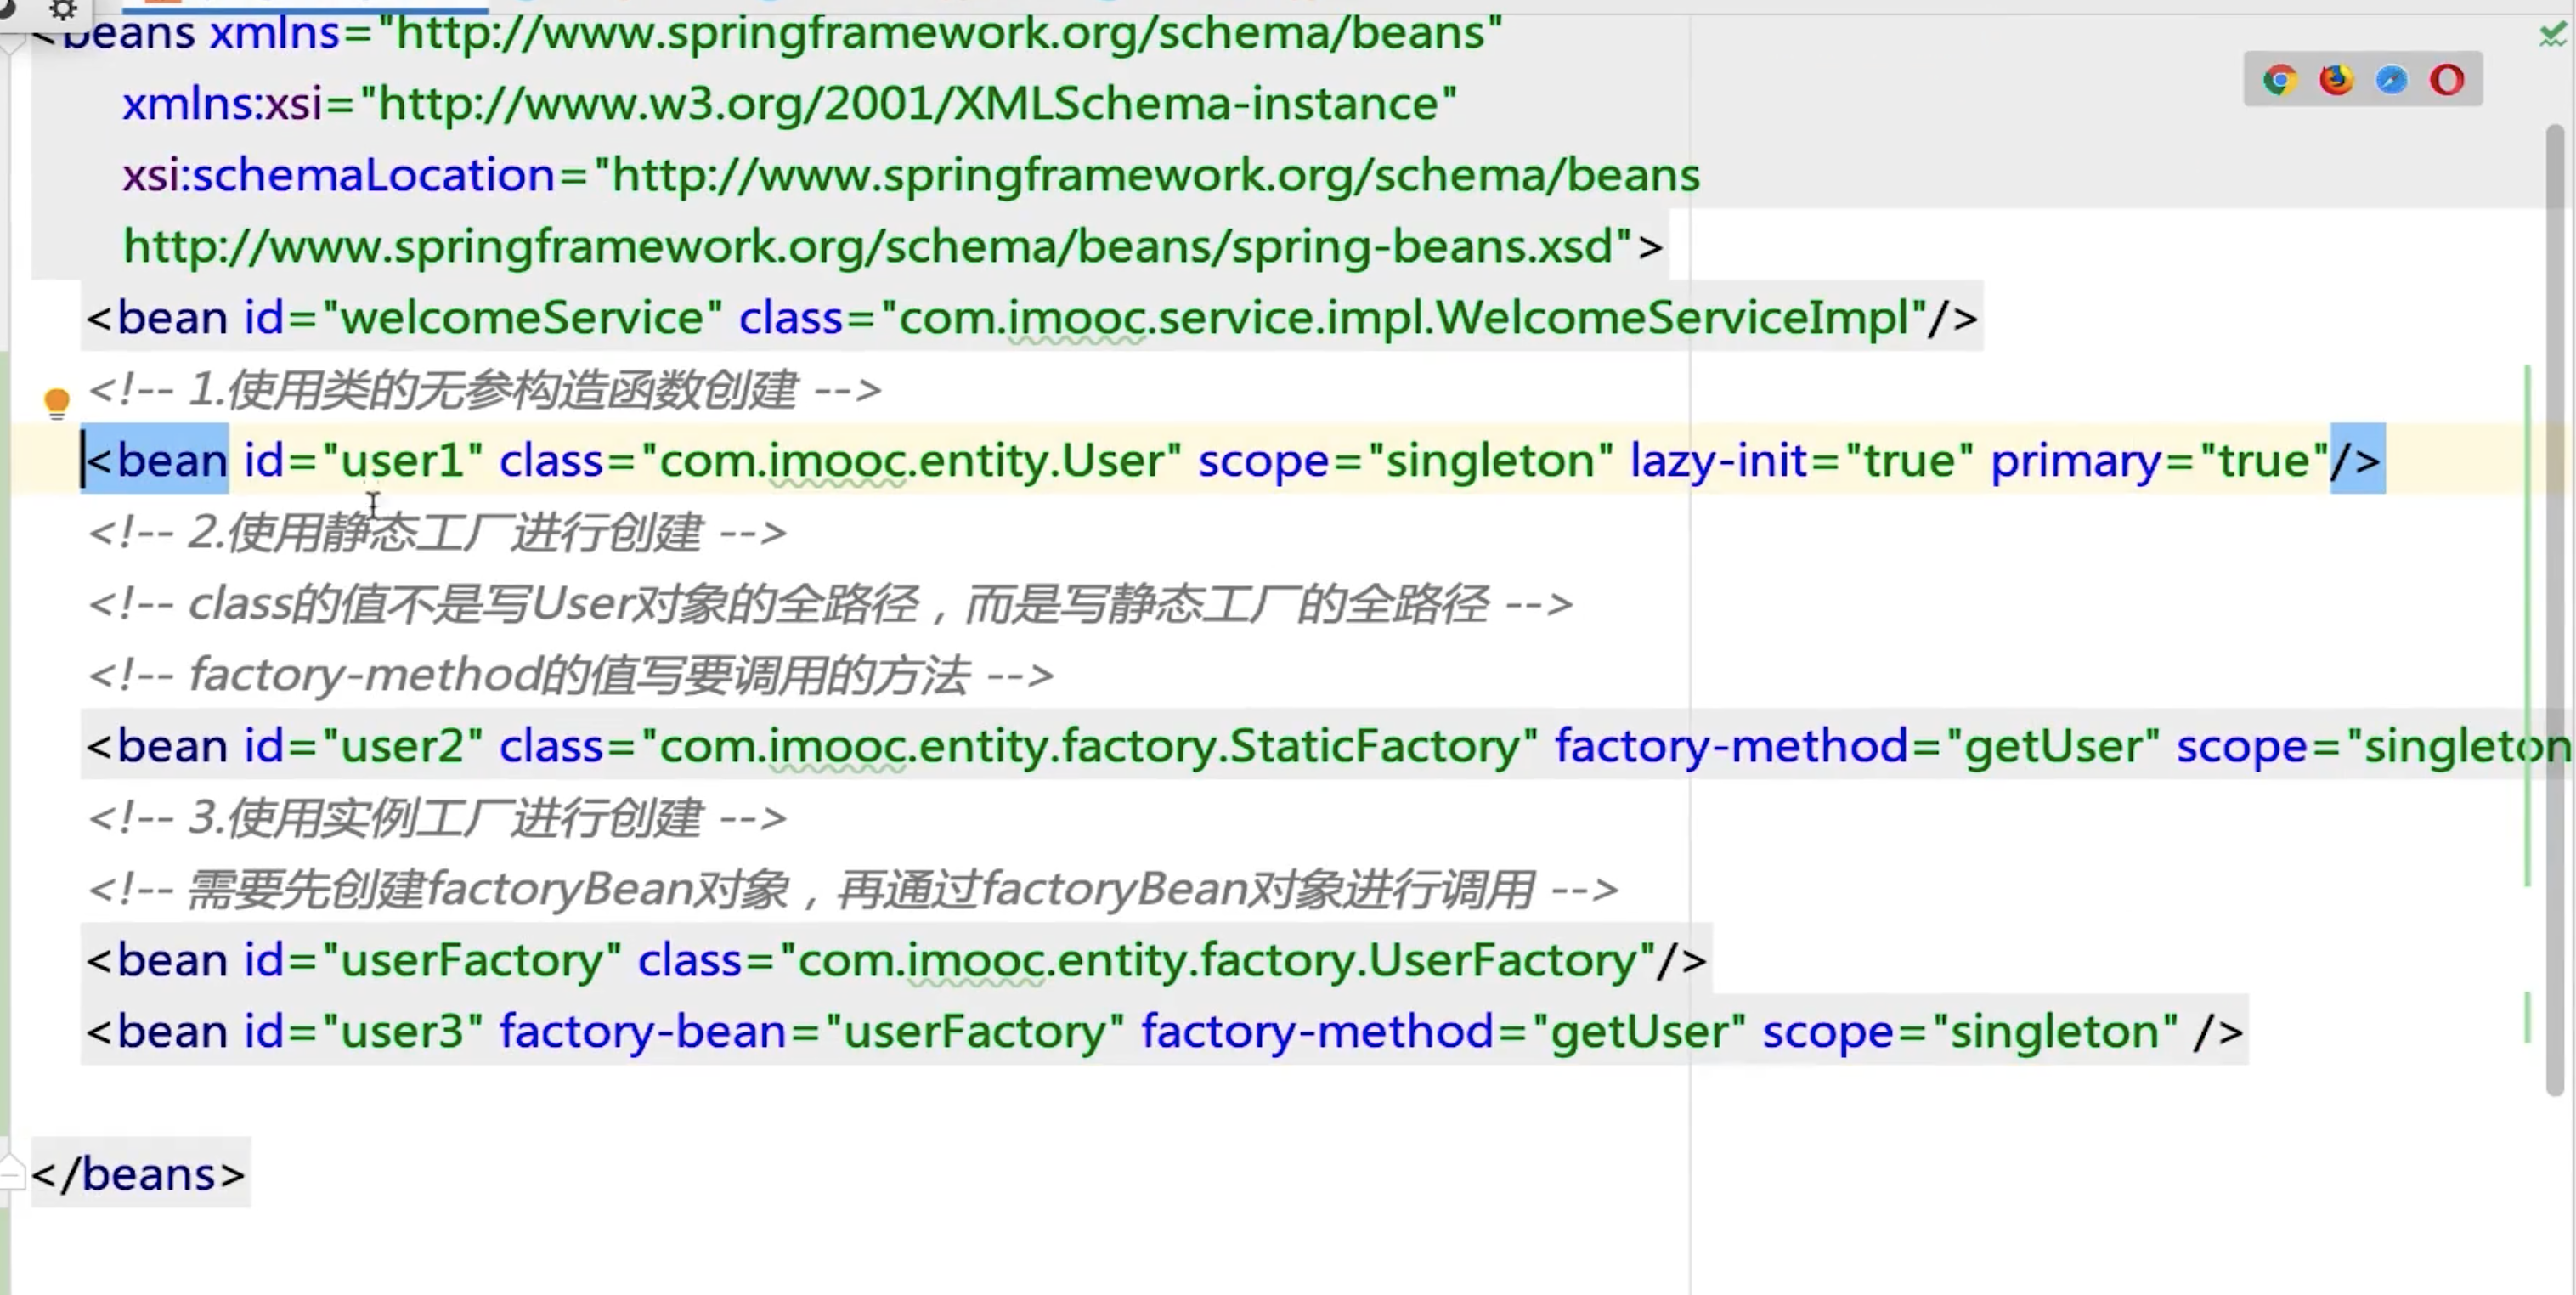 <beans xmlns="http://www.springframework.org/schema/beans"
xmlns:xsi="http://www.w3.org/2001/XMLSchema-instance"
xsi:schemaLocation="http://www.springframework.org/schema/beans
http://www.springframework.org/schema/beans/spring-beans.xsd">
<bean id="welcomeService" class="com.imooc.service.impl.WelcomeServiceImpl"/>
<!-- 1.使用类的无参构造函数创建 -->
<bean id="user1" class="com.imooc.entity.User" scope="singleton" lazy-init="true" primary="true"/>
<!-- 2.使用静态工厂进行创建 -->
<!-- class的值不是写User对象的全路径，而是写静态工厂的全路径 -->
<!-- factory-method的值写要调用的方法 -->
<bean id="user2" class="com.imooc.entity.factory.StaticFactory" factory-method="getUser" scope="singleton
<!-- 3.使用实例工厂进行创建 -->
<!-- 需要先创建factoryBean对象，再通过factoryBean对象进行调用 -->
<bean id="userFactory" class="com.imooc.entity.factory.UserFactory"/>
<bean id="user3" factory-bean="userFactory" factory-method="getUser" scope="singleton" />
</beans>